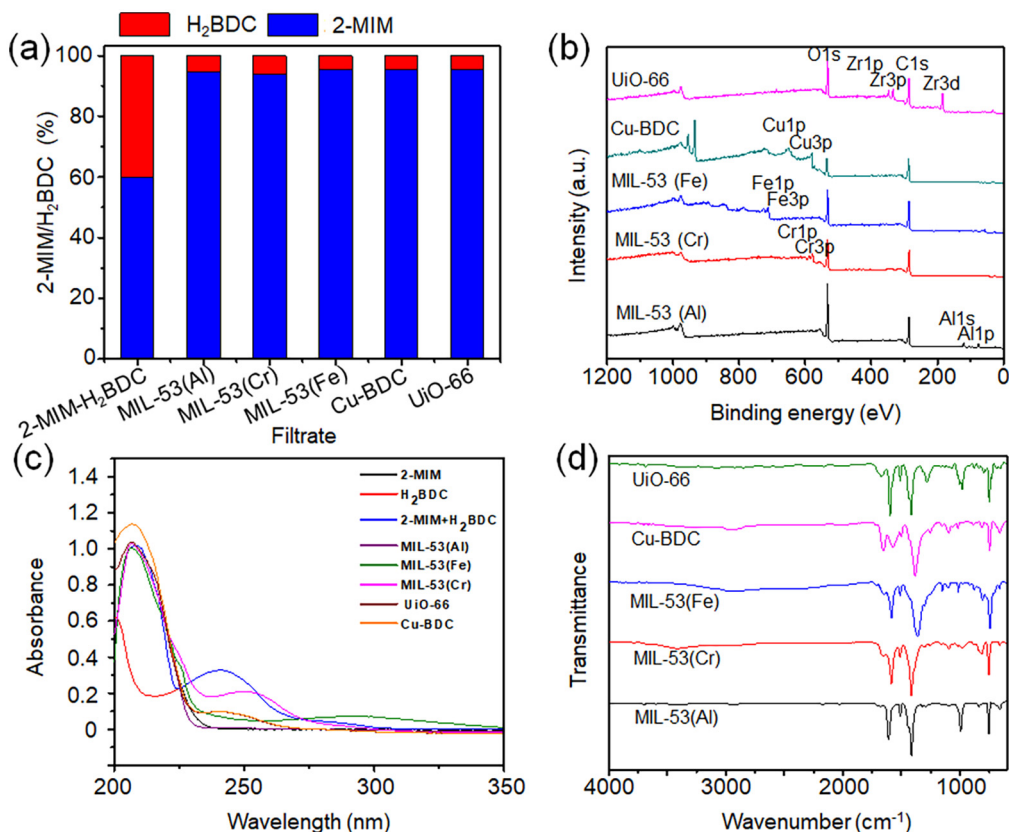 (a)
H₂BDC
2-MIM
2-MIM/H₂BDC (%)
100
80
60
40
20
0
2-MIM-H₂BDC
MIL-53(Al)
MIL-53(Cr)
MIL-53(Fe)
Cu-BDC
UiO-66
Filtrate
(b)
Intensity (a.u.)
O1s
Zr1p
C1s
Zr3p
Zr3d
UiO-66
Cu-BDC
Cu1p
Cu3p
MIL-53 (Fe)
Fe1p
Fe3p
MIL-53 (Cr)
Cr1p
Cr3p
MIL-53 (Al)
Al1s
Al1p
1200 1000 800 600 400 200 0
Binding energy (eV)
(c)
Absorbance
1.4
1.2
1.0
0.8
0.6
0.4
0.2
0
2-MIM
H₂BDC
2-MIM+H₂BDC
MIL-53(Al)
MIL-53(Fe)
MIL-53(Cr)
UiO-66
Cu-BDC
200 250 300 350
Wavelength (nm)
(d)
Transmittance
UiO-66
Cu-BDC
MIL-53(Fe)
MIL-53(Cr)
MIL-53(Al)
4000 3000 2000 1000
Wavenumber (cm⁻¹)